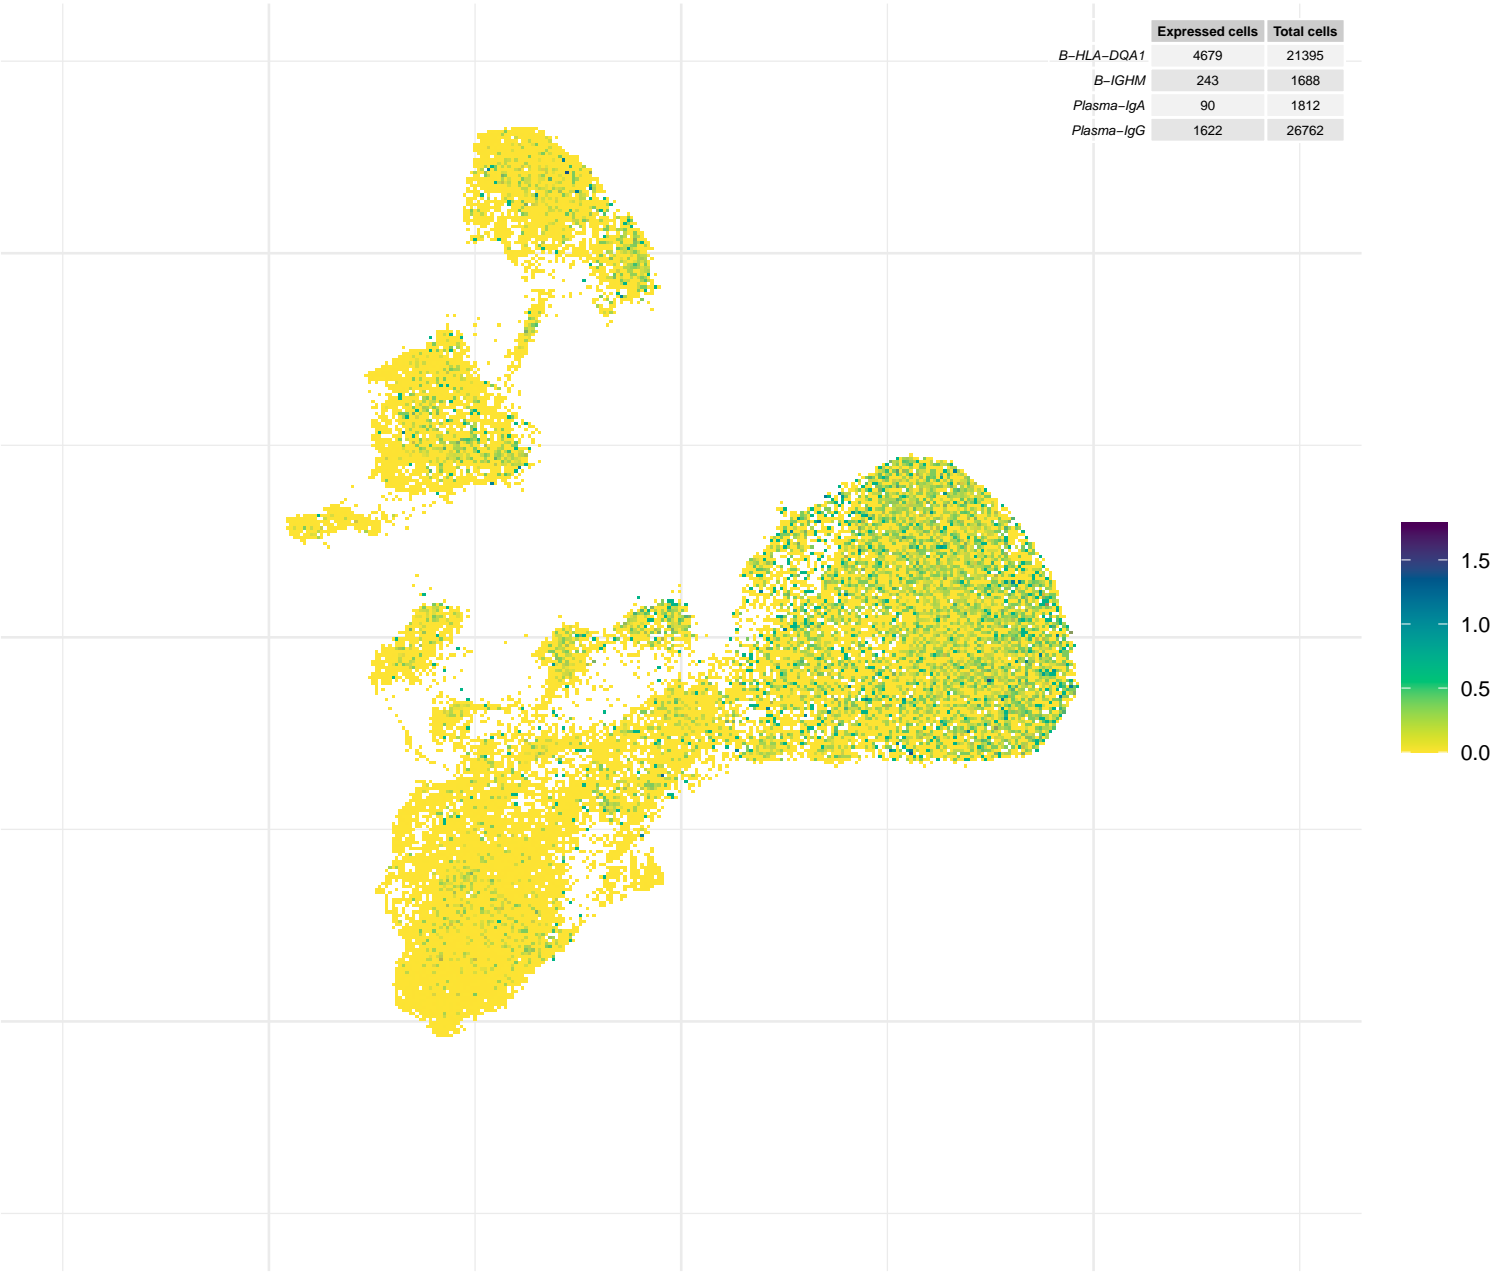 Expressed cells Total cells
B−HLA−DQA1 4679 21395
B−IGHM 243 1688
Plasma−IgA 90 1812
Plasma−IgG 1622 26762
1.5
1.0
0.5
0.0